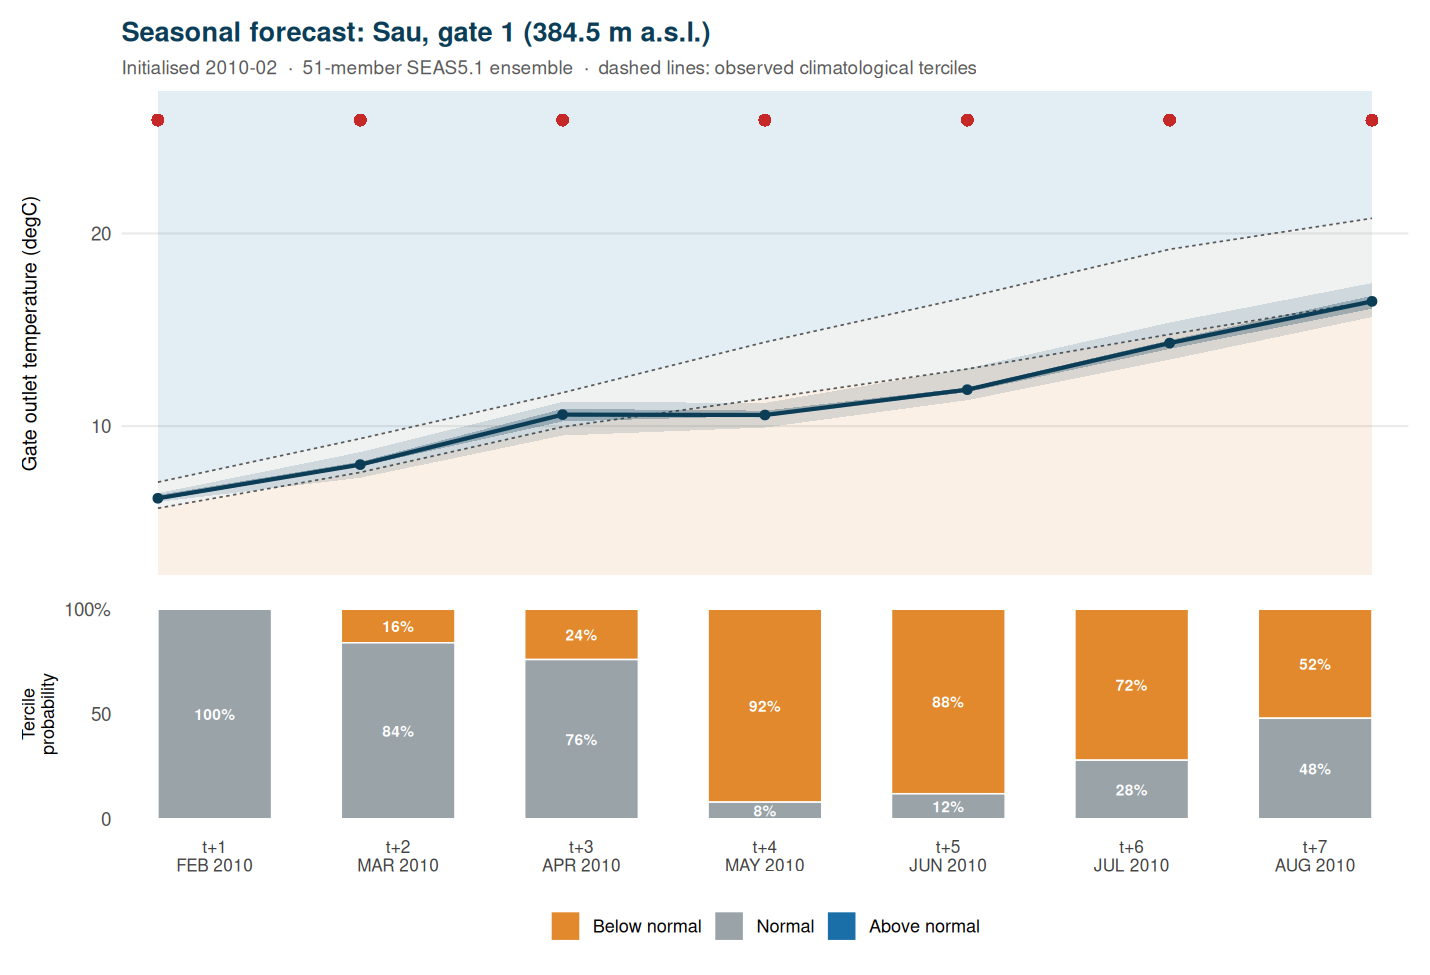 Seasonal forecast: Sau, gate 1 (384.5 m a.s.l.)
Initialised 2010-02 · 51-member SEAS5.1 ensemble · dashed lines: observed climatological terciles
Gate outlet temperature (degC)
20
10
Tercile
probability
100%
50
0
100%
16%
84%
24%
76%
92%
8%
88%
12%
72%
28%
52%
48%
t+1
FEB 2010
t+2
MAR 2010
t+3
APR 2010
t+4
MAY 2010
t+5
JUN 2010
t+6
JUL 2010
t+7
AUG 2010
Below normal
Normal
Above normal